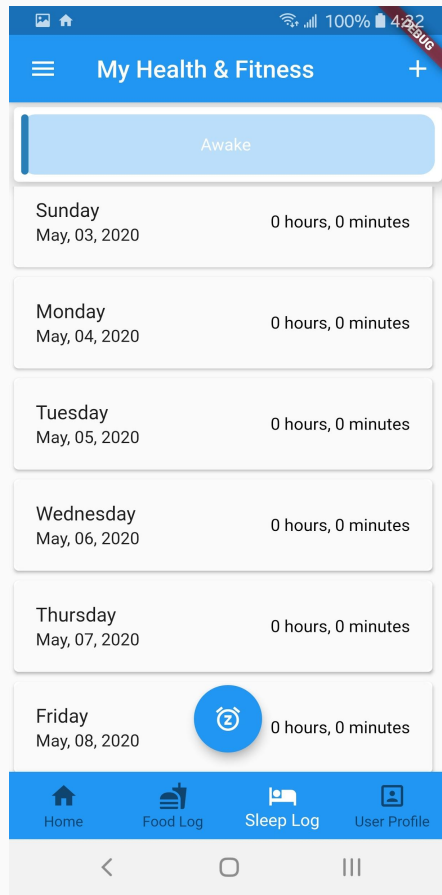 100% 4:32
DEBUG
My Health & Fitness
Awake
Sunday
May, 03, 2020
0 hours, 0 minutes
Monday
May, 04, 2020
0 hours, 0 minutes
Tuesday
May, 05, 2020
0 hours, 0 minutes
Wednesday
May, 06, 2020
0 hours, 0 minutes
Thursday
May, 07, 2020
0 hours, 0 minutes
Friday
May, 08, 2020
0 hours, 0 minutes
Z
Home Food Log Sleep Log User Profile